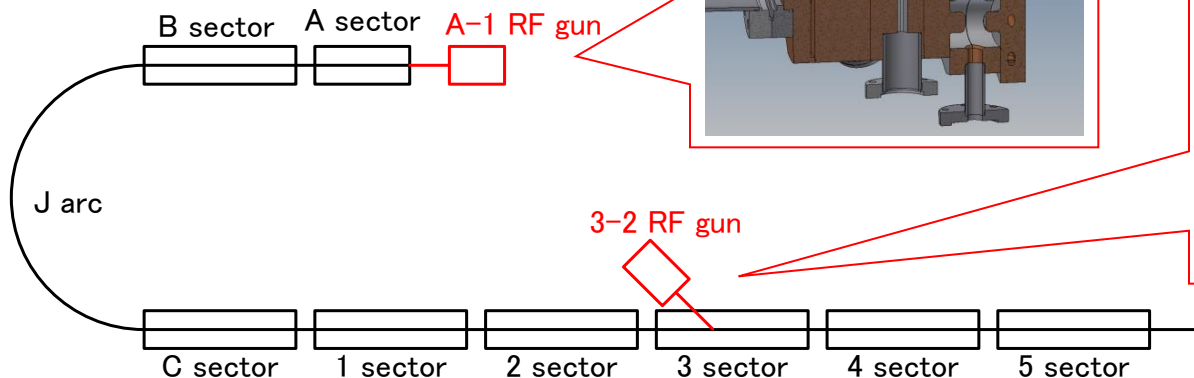 B sector
A sector
A-1 RF gun
J arc
3-2 RF gun
C sector
1 sector
2 sector
3 sector
4 sector
5 sector